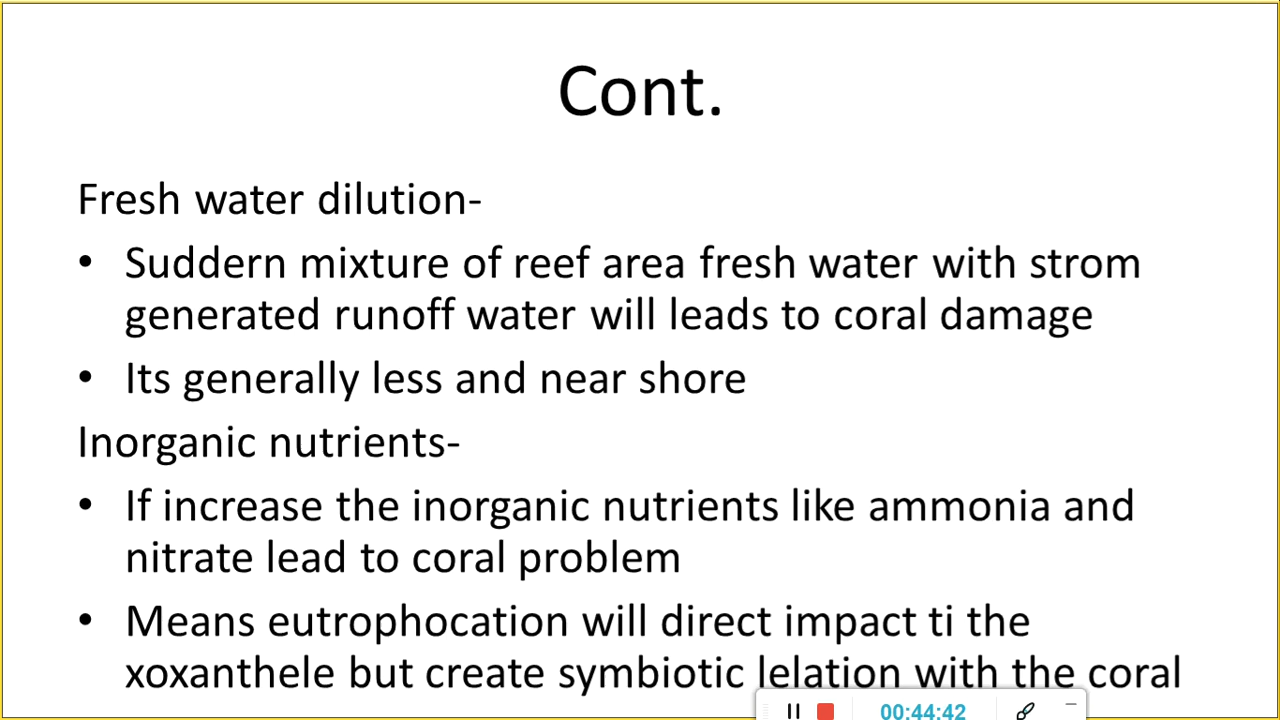 Cont.
Fresh water dilution-
• Suddern mixture of reef area fresh water with strom
generated runoff water will leads to coral damage
• Its generally less and near shore
Inorganic nutrients-
• If increase the inorganic nutrients like ammonia and
nitrate lead to coral problem
• Means eutrophocation will direct impact ti the
xoxanthele but create symbiotic lelation with the coral
00:44:42